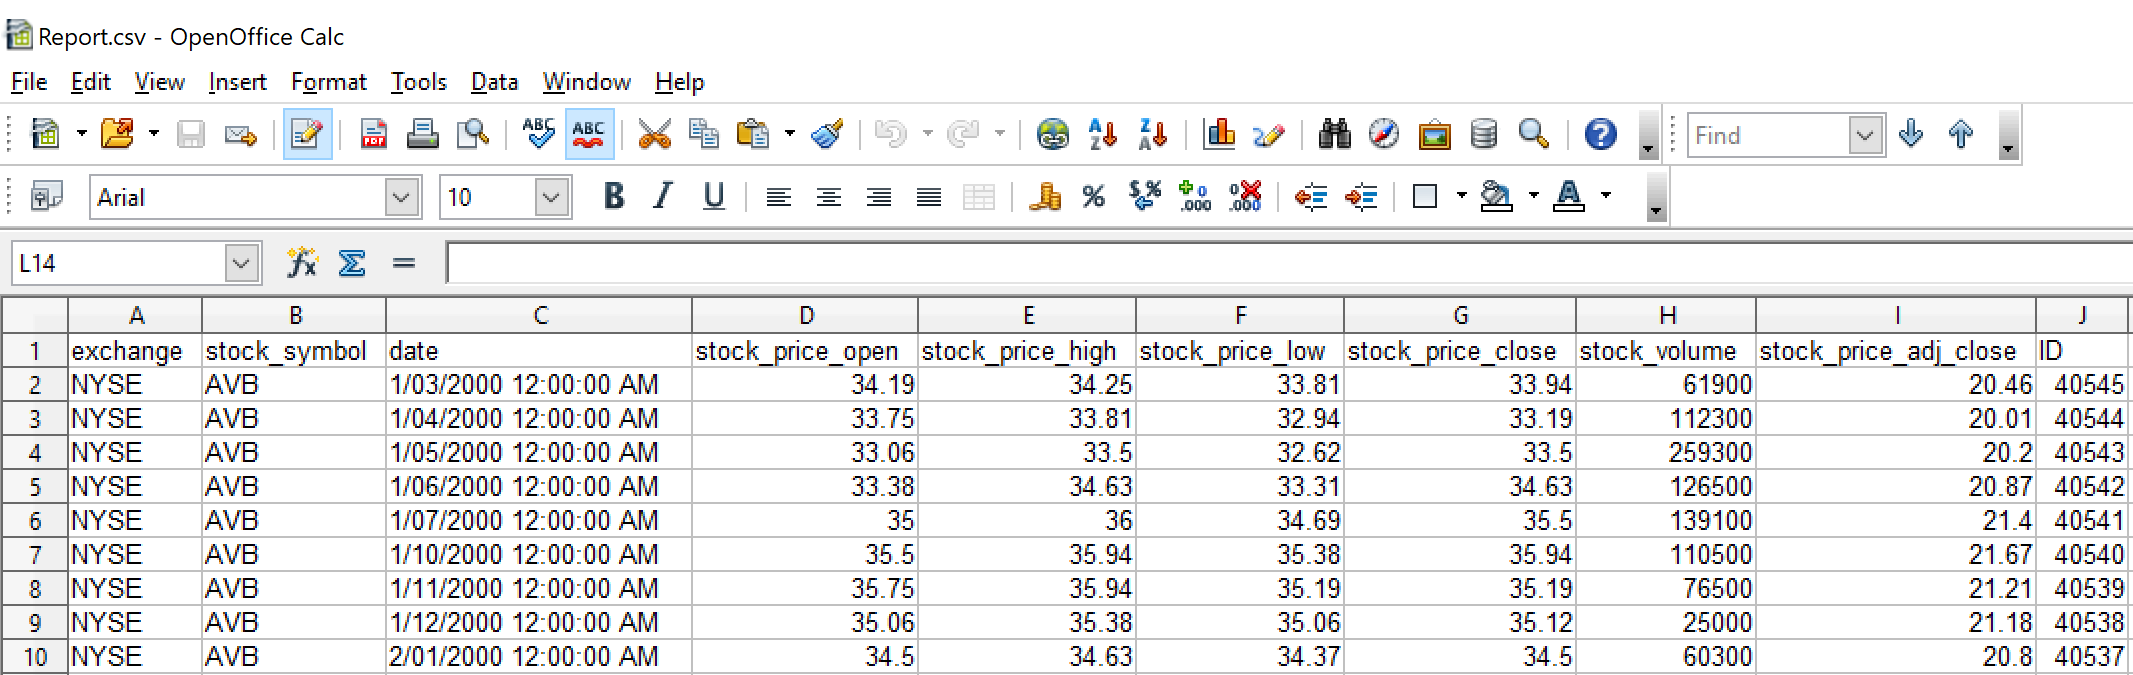 Report.csv - OpenOffice Calc
File Edit View Insert Format Tools Data Window Help
PDF ABC ABC A Z Z A ? Find
Arial 10 B I U % $% 0 .000 0 .000 A
L14 fx Σ =
A B C D E F G H I J
1 exchange stock_symbol date stock_price_open stock_price_high stock_price_low stock_price_close stock_volume stock_price_adj_close ID
2 NYSE AVB 1/03/2000 12:00:00 AM 34.19 34.25 33.81 33.94 61900 20.46 40545
3 NYSE AVB 1/04/2000 12:00:00 AM 33.75 33.81 32.94 33.19 112300 20.01 40544
4 NYSE AVB 1/05/2000 12:00:00 AM 33.06 33.5 32.62 33.5 259300 20.2 40543
5 NYSE AVB 1/06/2000 12:00:00 AM 33.38 34.63 33.31 34.63 126500 20.87 40542
6 NYSE AVB 1/07/2000 12:00:00 AM 35 36 34.69 35.5 139100 21.4 40541
7 NYSE AVB 1/10/2000 12:00:00 AM 35.5 35.94 35.38 35.94 110500 21.67 40540
8 NYSE AVB 1/11/2000 12:00:00 AM 35.75 35.94 35.19 35.19 76500 21.21 40539
9 NYSE AVB 1/12/2000 12:00:00 AM 35.06 35.38 35.06 35.12 25000 21.18 40538
10 NYSE AVB 2/01/2000 12:00:00 AM 34.5 34.63 34.37 34.5 60300 20.8 40537